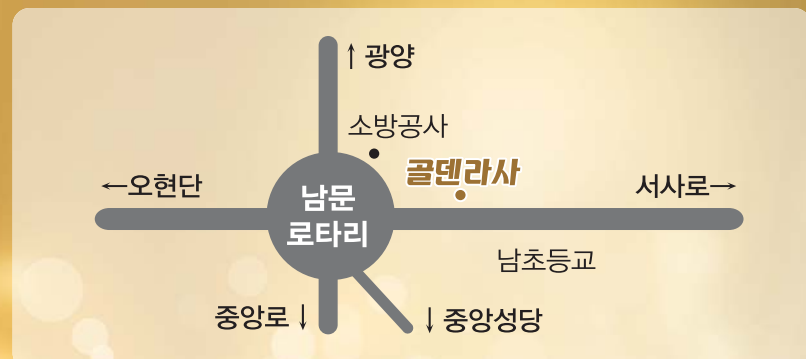 ↑ 광양
소방공사
골덴라사
←오현단
서사로→
남문
로타리
남초등교
중앙로 ↓
↓ 중앙성당